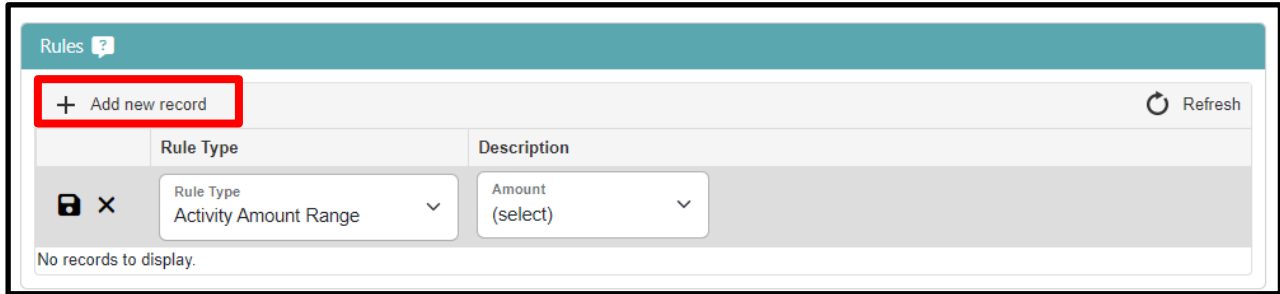 Rules ?
Add new record Refresh
Rule Type Description
Rule Type Amount
Activity Amount Range (select)
No records to display.